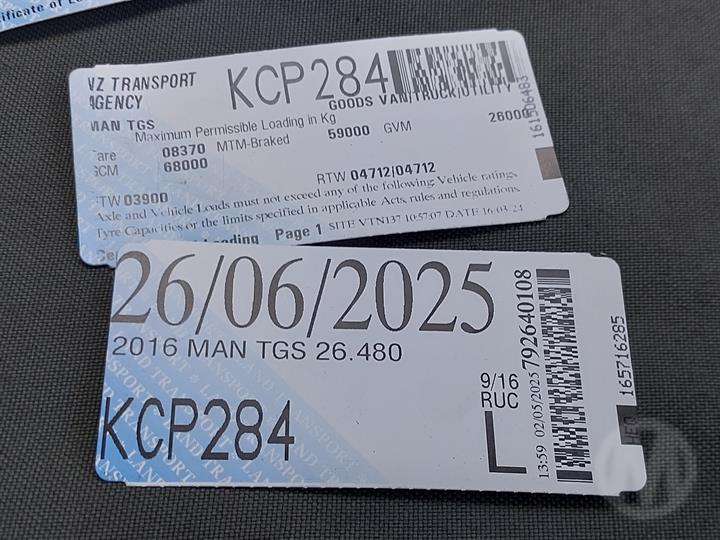 ificate of L
NZ TRANSPORT AGENCY
KCP284
GOODS VAN/TRUCK/UTILITY
MAN TGS
Maximum Permissible Loading in Kg
Tare 08370 MTM-Braked 59000 GVM 26000
GCM 68000
RTW 04712/04712
STW 03900
Axle and Vehicle Loads must not exceed any of the following: Vehicle ratings,
Tyre Capacities or the limits specified in applicable Acts, rules and regulations.
Loading Page 1 SITE VTN137 10:57:07 DATE 16/03/24
161506483
26/06/2025
2016 MAN TGS 26.480
KCP284
9/16
RUC
L
13:59 02/05/2025 792640108
165716285